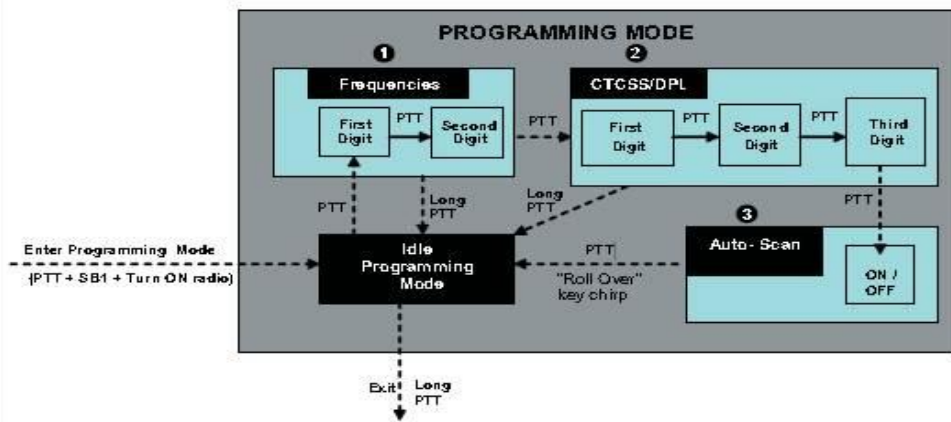 PROGRAMMING MODE
1
Frequencies
First
Digit
PTT
Second
Digit
PTT
2
CTCSS/DPL
First
Digit
PTT
Second
Digit
PTT
Third
Digit
PTT
Long
PTT
Long
PTT
PTT
Enter Programming Mode
(PTT + SB1 + Turn ON radio)
Idle
Programming
Mode
PTT
"Roll Over"
key chirp
3
Auto- Scan
ON /
OFF
Exit
Long
PTT